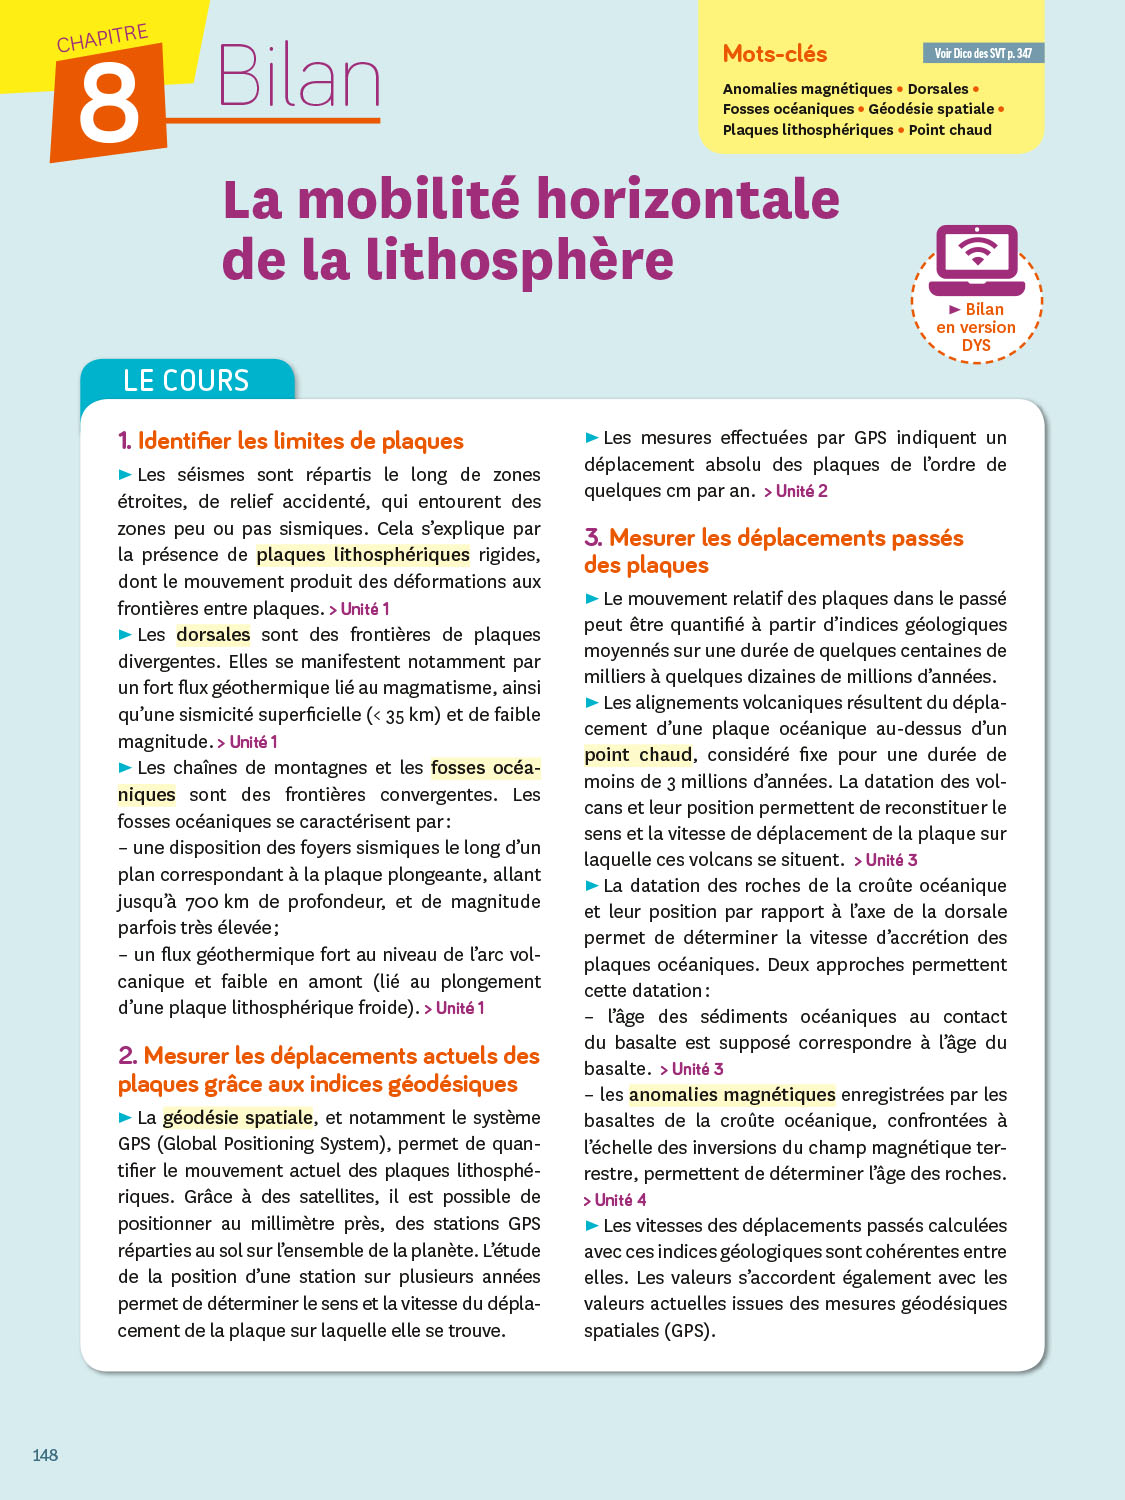 CHAPITRE
8
Bilan
Mots-clés
Voir Dico des SVT p. 347
Anomalies magnétiques • Dorsales •
Fosses océaniques • Géodésie spatiale •
Plaques lithosphériques • Point chaud
La mobilité horizontale
de la lithosphère
► Bilan
en version
DYS
LE COURS
1. Identifier les limites de plaques
► Les séismes sont répartis le long de zones
étroites, de relief accidenté, qui entourent des
zones peu ou pas sismiques. Cela s'explique par
la présence de plaques lithosphériques rigides,
dont le mouvement produit des déformations aux
frontières entre plaques. > Unité 1
► Les dorsales sont des frontières de plaques
divergentes. Elles se manifestent notamment par
un fort flux géothermique lié au magmatisme, ainsi
qu'une sismicité superficielle (< 35 km) et de faible
magnitude. > Unité 1
► Les chaînes de montagnes et les fosses océa-
niques sont des frontières convergentes. Les
fosses océaniques se caractérisent par :
– une disposition des foyers sismiques le long d'un
plan correspondant à la plaque plongeante, allant
jusqu'à 700 km de profondeur, et de magnitude
parfois très élevée ;
– un flux géothermique fort au niveau de l'arc vol-
canique et faible en amont (lié au plongement
d'une plaque lithosphérique froide). > Unité 1
2. Mesurer les déplacements actuels des
plaques grâce aux indices géodésiques
► La géodésie spatiale, et notamment le système
GPS (Global Positioning System), permet de quan-
tifier le mouvement actuel des plaques lithosphé-
riques. Grâce à des satellites, il est possible de
positionner au millimètre près, des stations GPS
réparties au sol sur l'ensemble de la planète. L'étude
de la position d'une station sur plusieurs années
permet de déterminer le sens et la vitesse du dépla-
cement de la plaque sur laquelle elle se trouve.
► Les mesures effectuées par GPS indiquent un
déplacement absolu des plaques de l'ordre de
quelques cm par an. > Unité 2
3. Mesurer les déplacements passés
des plaques
► Le mouvement relatif des plaques dans le passé
peut être quantifié à partir d'indices géologiques
moyennés sur une durée de quelques centaines de
milliers à quelques dizaines de millions d'années.
► Les alignements volcaniques résultent du dépla-
cement d'une plaque océanique au-dessus d'un
point chaud, considéré fixe pour une durée de
moins de 3 millions d'années. La datation des vol-
cans et leur position permettent de reconstituer le
sens et la vitesse de déplacement de la plaque sur
laquelle ces volcans se situent. > Unité 3
► La datation des roches de la croûte océanique
et leur position par rapport à l'axe de la dorsale
permet de déterminer la vitesse d'accrétion des
plaques océaniques. Deux approches permettent
cette datation :
– l'âge des sédiments océaniques au contact
du basalte est supposé correspondre à l'âge du
basalte. > Unité 3
– les anomalies magnétiques enregistrées par les
basaltes de la croûte océanique, confrontées à
l'échelle des inversions du champ magnétique ter-
restre, permettent de déterminer l'âge des roches.
> Unité 4
► Les vitesses des déplacements passés calculées
avec ces indices géologiques sont cohérentes entre
elles. Les valeurs s'accordent également avec les
valeurs actuelles issues des mesures géodésiques
spatiales (GPS).
148